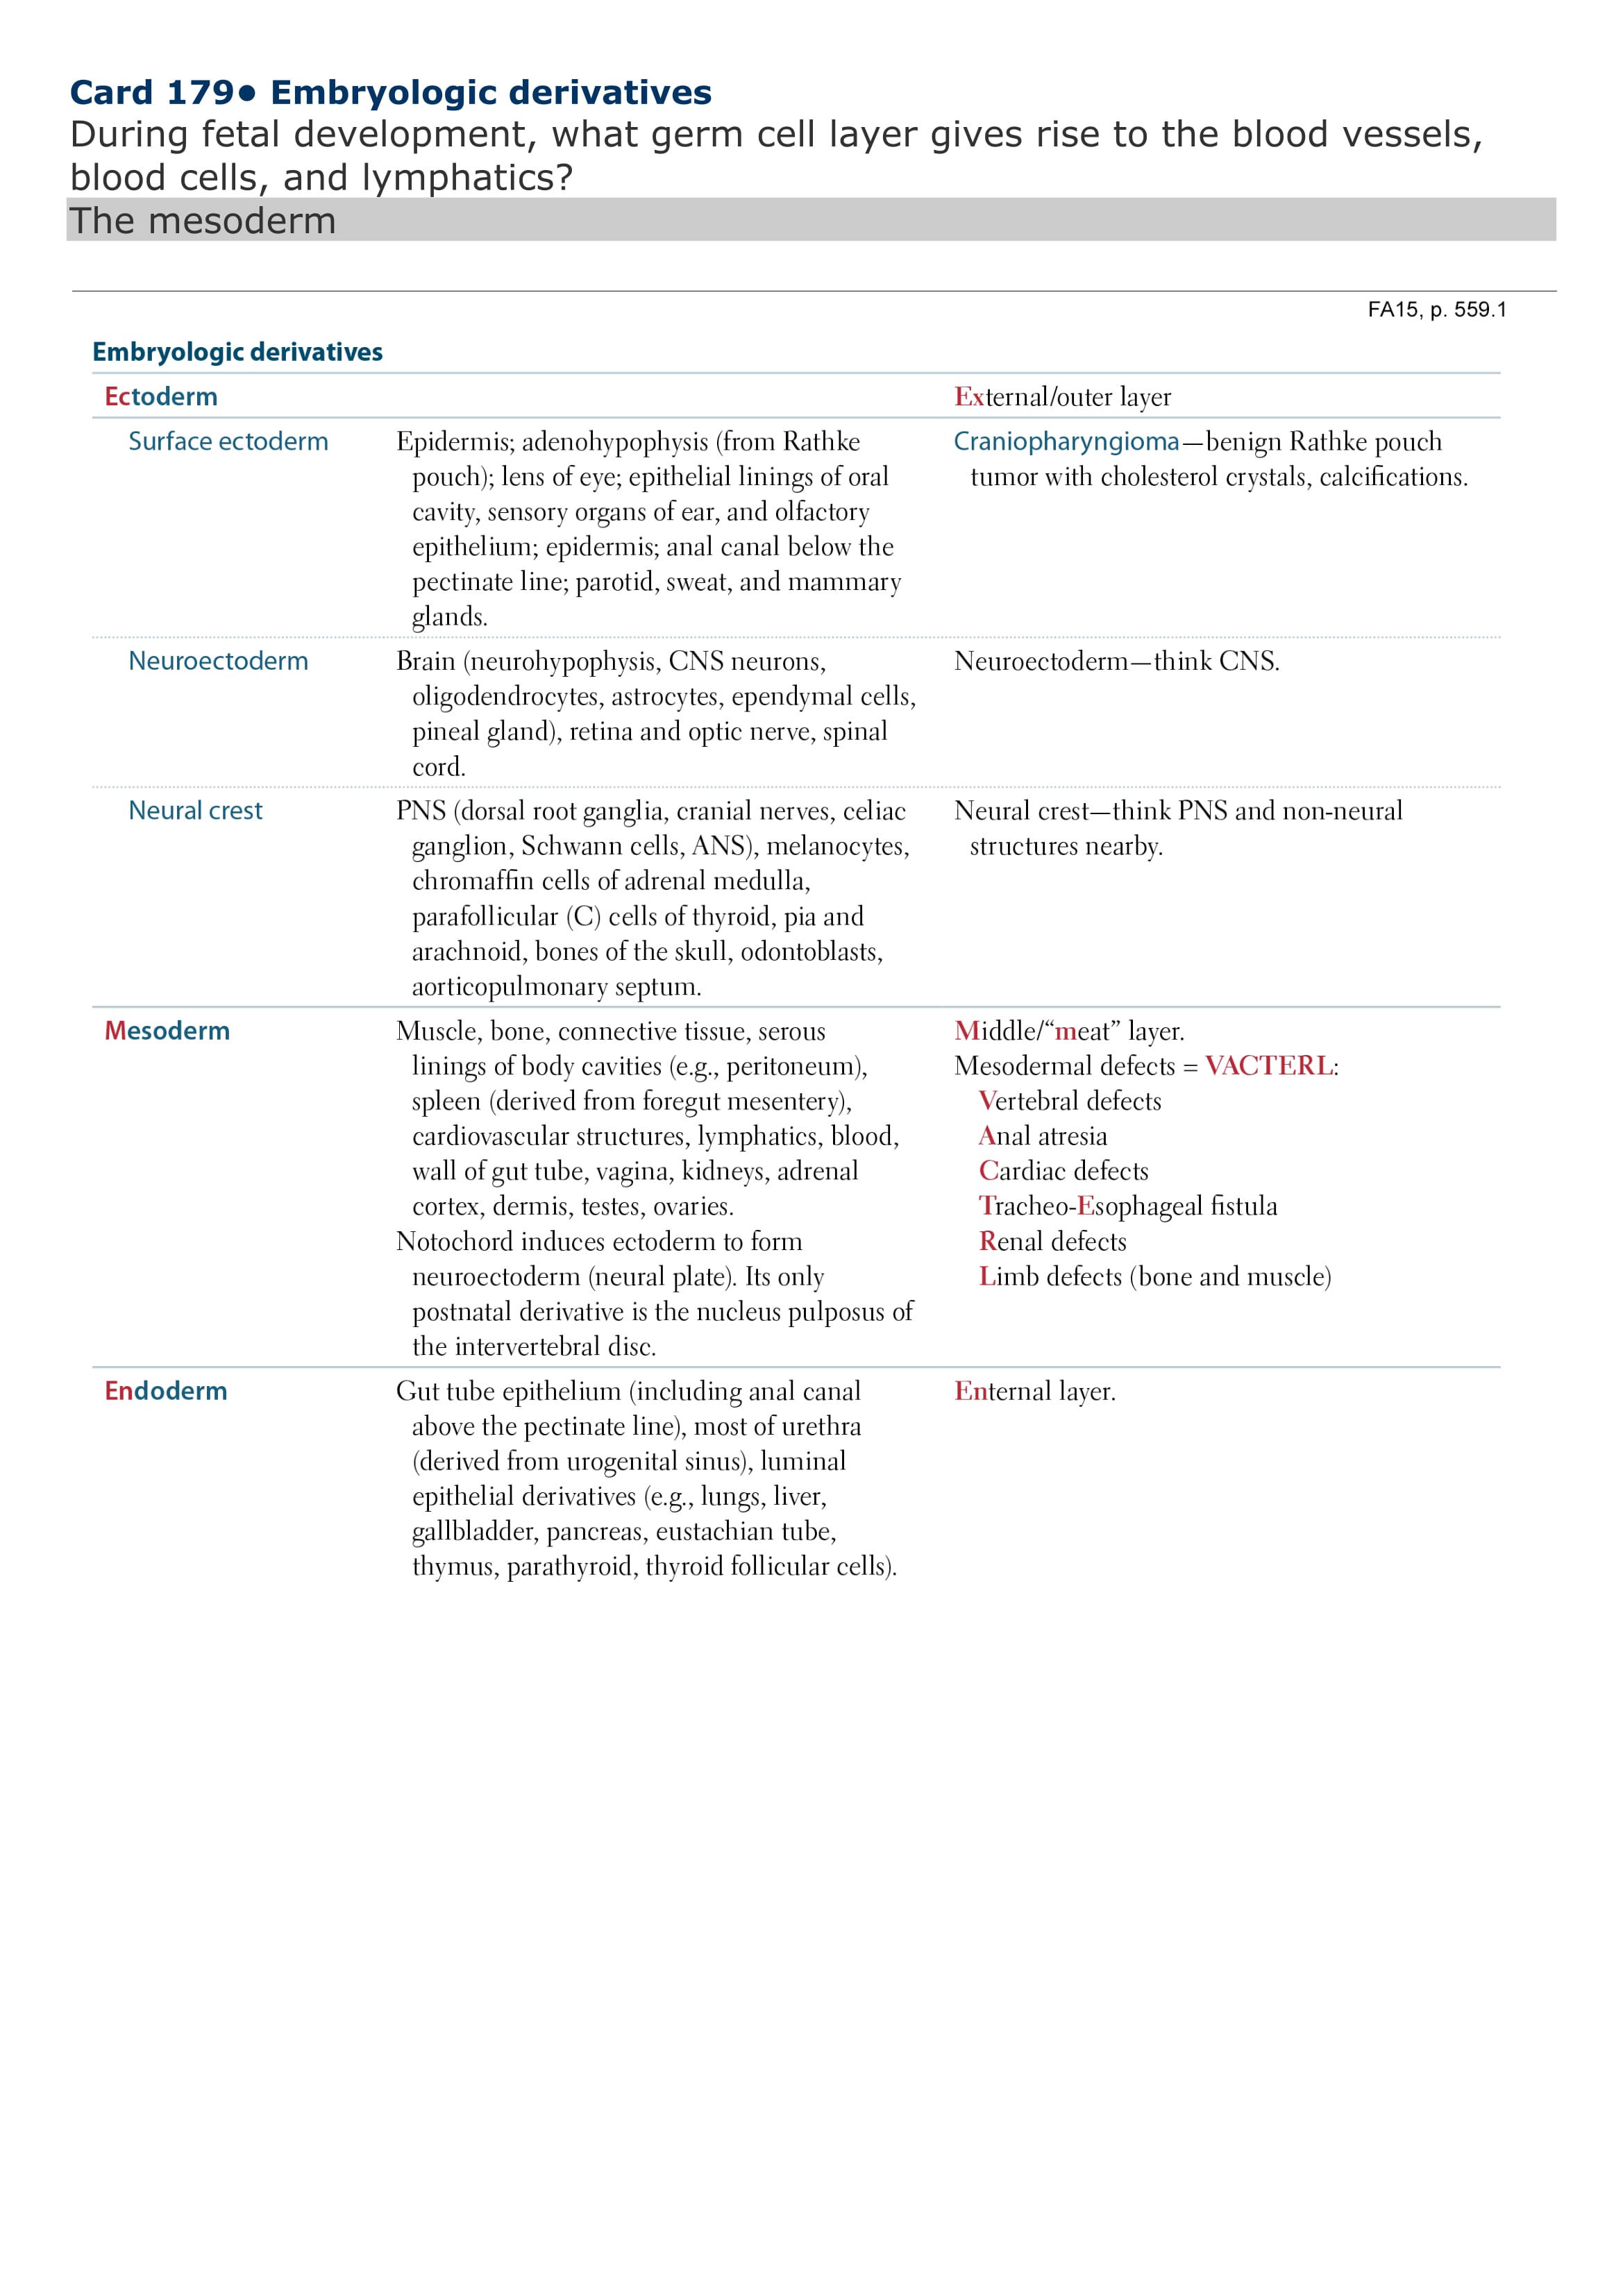 Card 179• Embryologic derivatives
During fetal development, what germ cell layer gives rise to the blood vessels,
blood cells, and lymphatics?
The mesoderm
FA15, p. 559.1
Embryologic derivatives
Ectoderm
External/outer layer
Surface ectoderm
Epidermis; adenohypophysis (from Rathke
pouch); lens of eye; epithelial linings of oral
cavity, sensory organs of ear, and olfactory
epithelium; epidermis; anal canal below the
pectinate line; parotid, sweat, and mammary
glands.
Craniopharyngioma—benign Rathke pouch
tumor with cholesterol crystals, calcifications.
Neuroectoderm
Brain (neurohypophysis, CNS neurons,
oligodendrocytes, astrocytes, ependymal cells,
pineal gland), retina and optic nerve, spinal
cord.
Neuroectoderm—think CNS.
Neural crest
PNS (dorsal root ganglia, cranial nerves, celiac
ganglion, Schwann cells, ANS), melanocytes,
chromaffin cells of adrenal medulla,
parafollicular (C) cells of thyroid, pia and
arachnoid, bones of the skull, odontoblasts,
aorticopulmonary septum.
Neural crest—think PNS and non-neural
structures nearby.
Mesoderm
Muscle, bone, connective tissue, serous
linings of body cavities (e.g., peritoneum),
spleen (derived from foregut mesentery),
cardiovascular structures, lymphatics, blood,
wall of gut tube, vagina, kidneys, adrenal
cortex, dermis, testes, ovaries.
Notochord induces ectoderm to form
neuroectoderm (neural plate). Its only
postnatal derivative is the nucleus pulposus of
the intervertebral disc.
Middle/“meat” layer.
Mesodermal defects = VACTERL:
Vertebral defects
Anal atresia
Cardiac defects
Tracheo-Esophageal fistula
Renal defects
Limb defects (bone and muscle)
Endoderm
Gut tube epithelium (including anal canal
above the pectinate line), most of urethra
(derived from urogenital sinus), luminal
epithelial derivatives (e.g., lungs, liver,
gallbladder, pancreas, eustachian tube,
thymus, parathyroid, thyroid follicular cells).
Enternal layer.